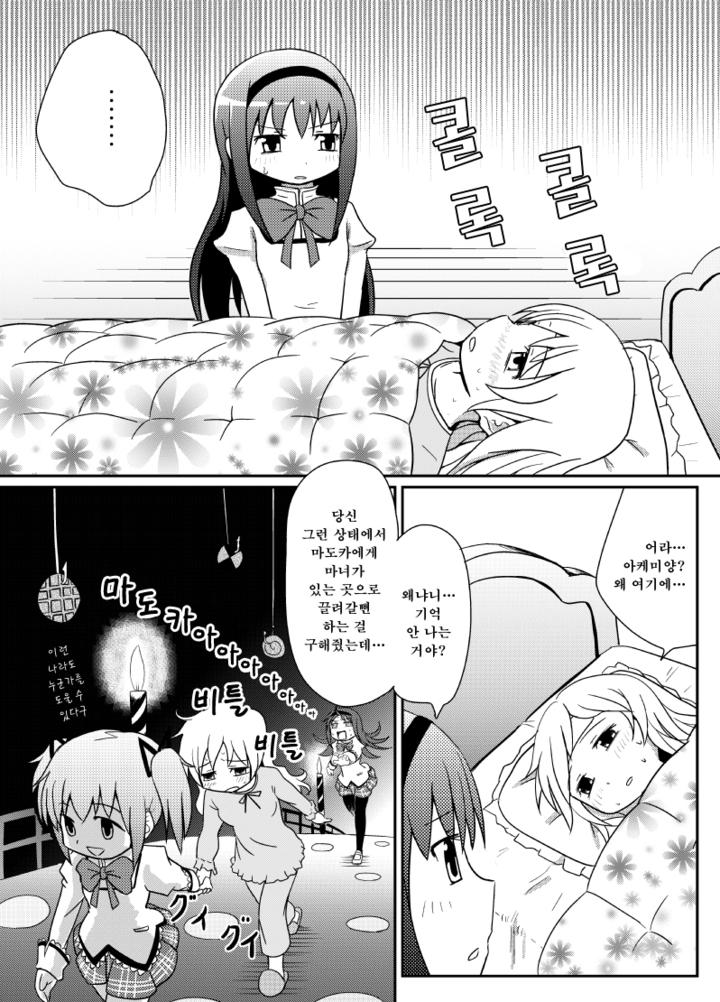 ……
콜록
콜록
어라…
아케미양?
왜 여기에…
왜냐니…
기억
안 나는
거야?
당신
그런 상태에서
마도카에게
마녀가
있는 곳으로
끌려갈뻔
하는 걸
구해줬는데…
마도카아아아아아아아
이런
나라도
누군가를
도울 수
있다구
비틀
비틀
グイ
グイ